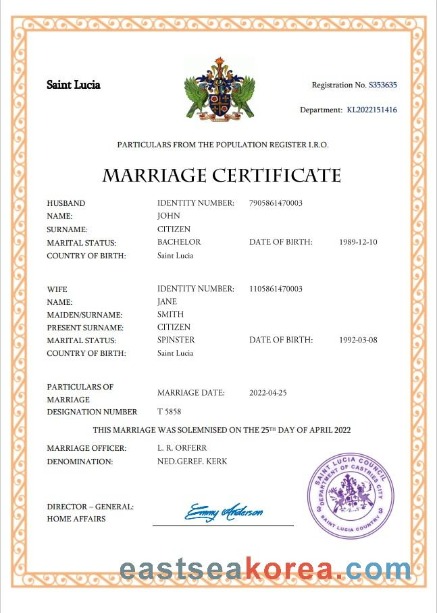 Saint Lucia
Registration No. S353635
Department: KL2022151416
PARTICULARS FROM THE POPULATION REGISTER I.R.O.
MARRIAGE CERTIFICATE
HUSBAND IDENTITY NUMBER: 7905861470003
NAME: JOHN
SURNAME: CITIZEN
MARITAL STATUS: BACHELOR DATE OF BIRTH: 1989-12-10
COUNTRY OF BIRTH: Saint Lucia
WIFE IDENTITY NUMBER: 1105861470003
NAME: JANE
MAIDEN/SURNAME: SMITH
PRESENT SURNAME: CITIZEN
MARITAL STATUS: SPINSTER DATE OF BIRTH: 1992-03-08
COUNTRY OF BIRTH: Saint Lucia
PARTICULARS OF
MARRIAGE MARRIAGE DATE: 2022-04-25
DESIGNATION NUMBER T 5858
THIS MARRIAGE WAS SOLEMNISED ON THE 25TH DAY OF APRIL 2022
MARRIAGE OFFICER: L. R. ORFERR
DENOMINATION: NED.GEREF. KERK
SAINT LUCIA COUNCIL
DEPARTMENT OF CASTRIES CITY
SAINT LUCIA COUNTRY
DIRECTOR – GENERAL: Emmy Anderson
HOME AFFAIRS
eastseakorea.com